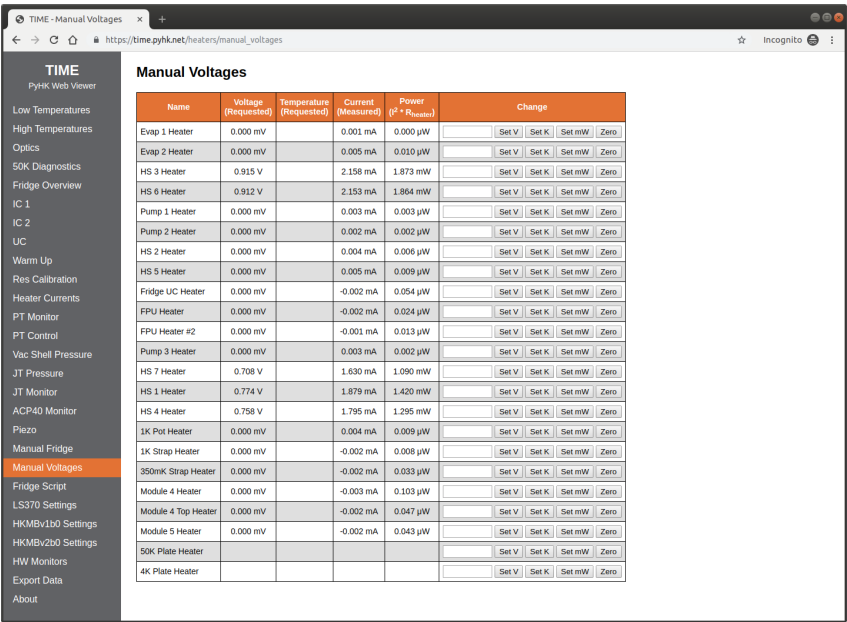 TIME - Manual Voltages × +
https://time.pyhk.net/heaters/manual_voltages Incognito
TIME
PyHK Web Viewer
Low Temperatures
High Temperatures
Optics
50K Diagnostics
Fridge Overview
IC 1
IC 2
UC
Warm Up
Res Calibration
Heater Currents
PT Monitor
PT Control
Vac Shell Pressure
JT Pressure
JT Monitor
ACP40 Monitor
Piezo
Manual Fridge
Manual Voltages
Fridge Script
LS370 Settings
HKMBv1b0 Settings
HKMBv2b0 Settings
HW Monitors
Export Data
About
Manual Voltages
Name Voltage (Requested) Temperature (Requested) Current (Measured) Power (I² * Rheater) Change
Evap 1 Heater 0.000 mV 0.001 mA 0.000 µW Set V Set K Set mW Zero
Evap 2 Heater 0.000 mV 0.005 mA 0.010 µW Set V Set K Set mW Zero
HS 3 Heater 0.915 V 2.158 mA 1.873 mW Set V Set K Set mW Zero
HS 6 Heater 0.912 V 2.153 mA 1.864 mW Set V Set K Set mW Zero
Pump 1 Heater 0.000 mV 0.003 mA 0.003 µW Set V Set K Set mW Zero
Pump 2 Heater 0.000 mV 0.002 mA 0.002 µW Set V Set K Set mW Zero
HS 2 Heater 0.000 mV 0.004 mA 0.006 µW Set V Set K Set mW Zero
HS 5 Heater 0.000 mV 0.005 mA 0.009 µW Set V Set K Set mW Zero
Fridge UC Heater 0.000 mV -0.002 mA 0.054 µW Set V Set K Set mW Zero
FPU Heater 0.000 mV -0.002 mA 0.024 µW Set V Set K Set mW Zero
FPU Heater #2 0.000 mV -0.001 mA 0.013 µW Set V Set K Set mW Zero
Pump 3 Heater 0.000 mV 0.003 mA 0.002 µW Set V Set K Set mW Zero
HS 7 Heater 0.708 V 1.630 mA 1.090 mW Set V Set K Set mW Zero
HS 1 Heater 0.774 V 1.879 mA 1.420 mW Set V Set K Set mW Zero
HS 4 Heater 0.758 V 1.795 mA 1.295 mW Set V Set K Set mW Zero
1K Pot Heater 0.000 mV 0.004 mA 0.009 µW Set V Set K Set mW Zero
1K Strap Heater 0.000 mV -0.002 mA 0.008 µW Set V Set K Set mW Zero
350mK Strap Heater 0.000 mV -0.002 mA 0.033 µW Set V Set K Set mW Zero
Module 4 Heater 0.000 mV -0.003 mA 0.103 µW Set V Set K Set mW Zero
Module 4 Top Heater 0.000 mV -0.002 mA 0.047 µW Set V Set K Set mW Zero
Module 5 Heater 0.000 mV -0.002 mA 0.043 µW Set V Set K Set mW Zero
50K Plate Heater Set V Set K Set mW Zero
4K Plate Heater Set V Set K Set mW Zero